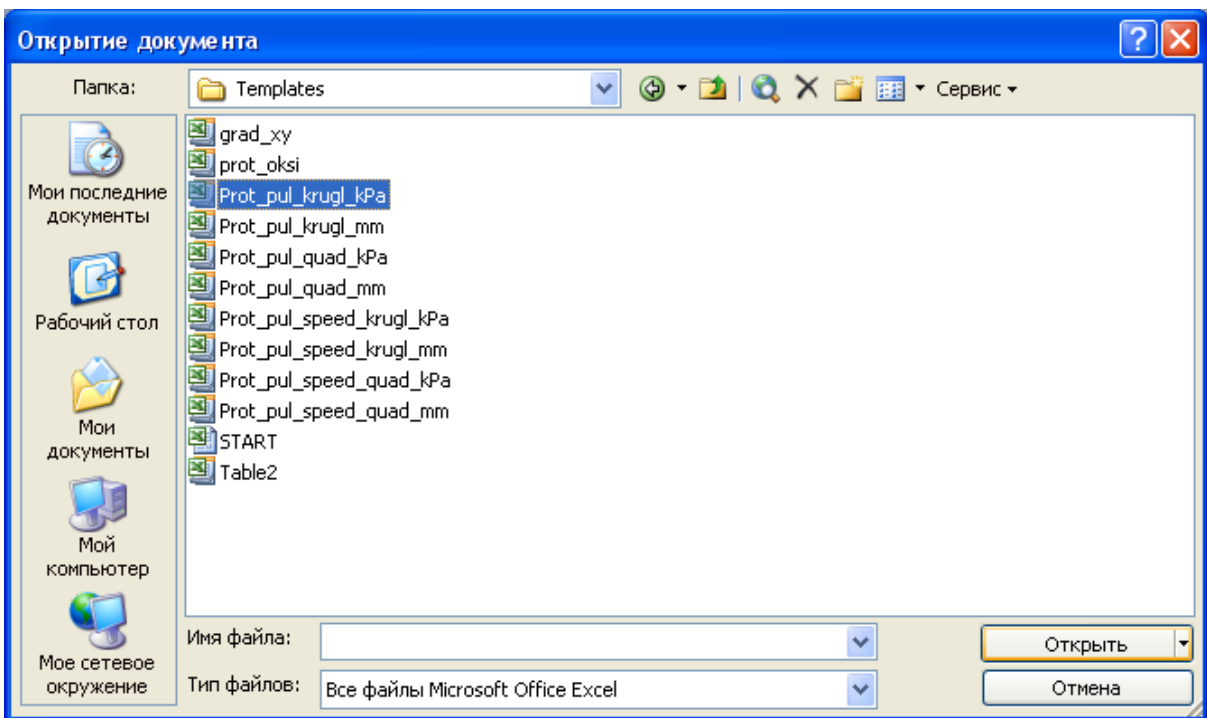 Открытие документа
Папка:
Templates
Сервис
Мои последние
документы
Рабочий стол
Мои
документы
Мой
компьютер
Мое сетевое
окружение
grad_xy
prot_oksi
Prot_pul_krugl_kPa
Prot_pul_krugl_mm
Prot_pul_quad_kPa
Prot_pul_quad_mm
Prot_pul_speed_krugl_kPa
Prot_pul_speed_krugl_mm
Prot_pul_speed_quad_kPa
Prot_pul_speed_quad_mm
START
Table2
Имя файла:
Открыть
Тип файлов:
Все файлы Microsoft Office Excel
Отмена